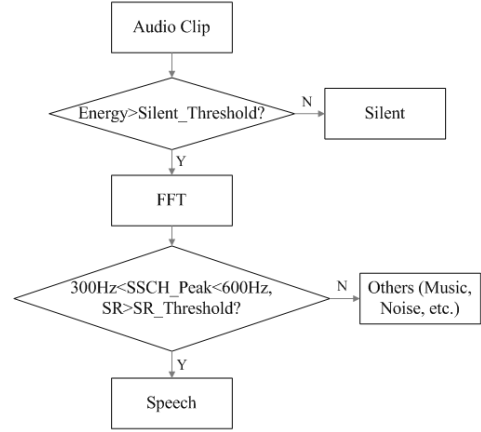 Audio Clip
Energy>Silent_Threshold?
N
Silent
Y
FFT
300Hz<SSCH_Peak<600Hz,
SR>SR_Threshold?
N
Others (Music,
Noise, etc.)
Y
Speech